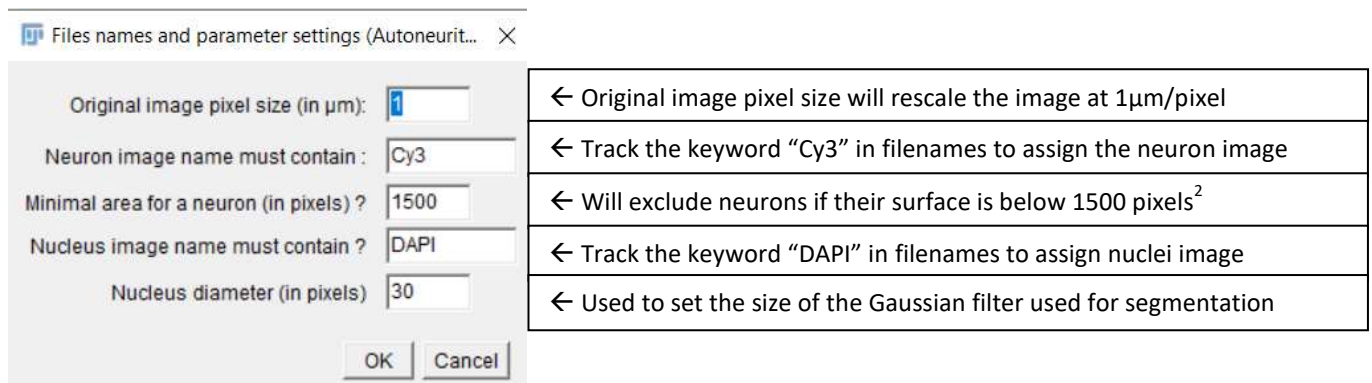 Files names and parameter settings (Autoneurit...
Original image pixel size (in µm): 1 ← Original image pixel size will rescale the image at 1µm/pixel
Neuron image name must contain : Cy3 ← Track the keyword “Cy3” in filenames to assign the neuron image
Minimal area for a neuron (in pixels) ? 1500 ← Will exclude neurons if their surface is below 1500 pixels²
Nucleus image name must contain ? DAPI ← Track the keyword “DAPI” in filenames to assign nuclei image
Nucleus diameter (in pixels) 30 ← Used to set the size of the Gaussian filter used for segmentation
OK Cancel